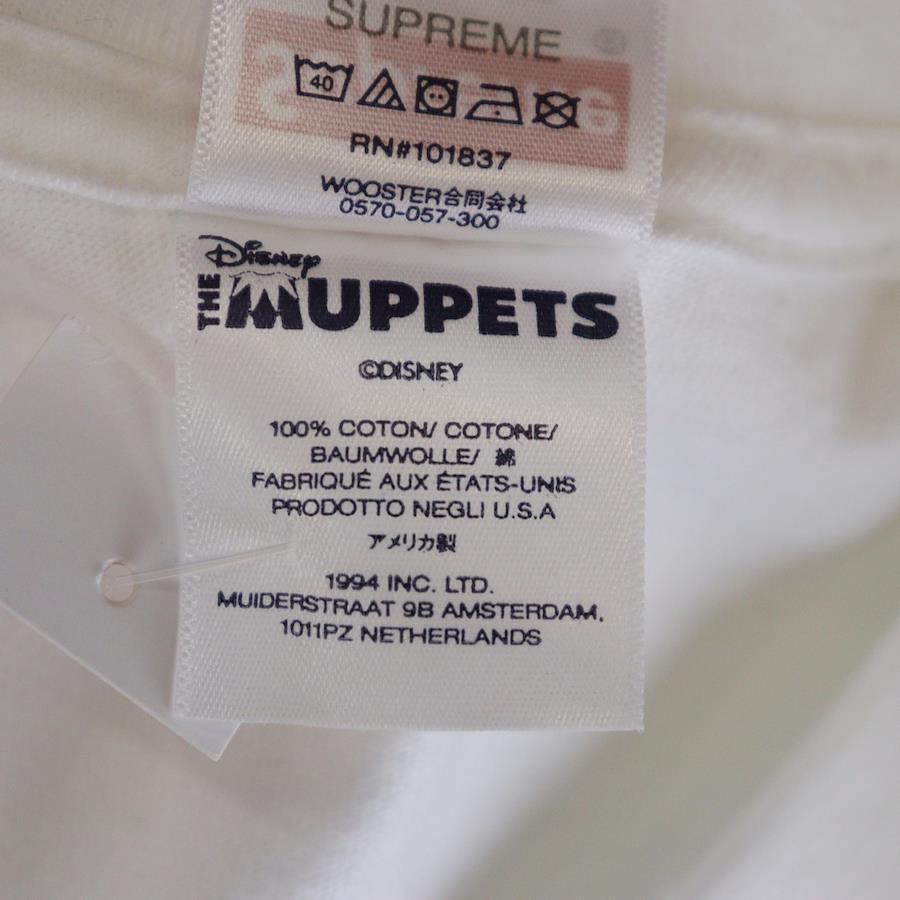 SUPREME
40
RN#101837
WOOSTER合同会社
0570-057-300
Disney
THE MUPPETS
©DISNEY
100% COTON/ COTONE/
BAUMWOLLE/ 綿
FABRIQUÉ AUX ÉTATS-UNIS
PRODOTTO NEGLI U.S.A
アメリカ製
1994 INC. LTD.
MUIDERSTRAAT 9B AMSTERDAM,
1011PZ NETHERLANDS